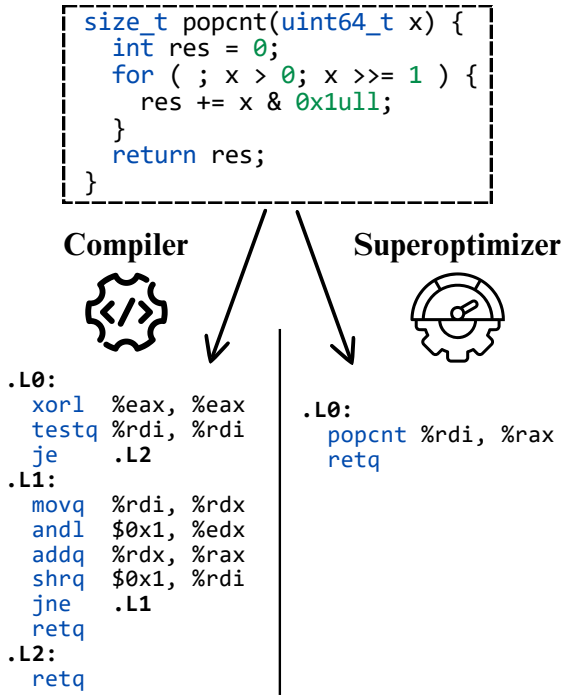 size_t popcnt(uint64_t x) {
  int res = 0;
  for ( ; x > 0; x >>= 1 ) {
    res += x & 0x1ull;
  }
  return res;
}
Compiler
Superoptimizer
</>
.L0:
  xorl  %eax, %eax
  testq %rdi, %rdi
  je    .L2
.L1:
  movq  %rdi, %rdx
  andl  $0x1, %edx
  addq  %rdx, %rax
  shrq  $0x1, %rdi
  jne   .L1
  retq
.L2:
  retq
.L0:
  popcnt %rdi, %rax
  retq